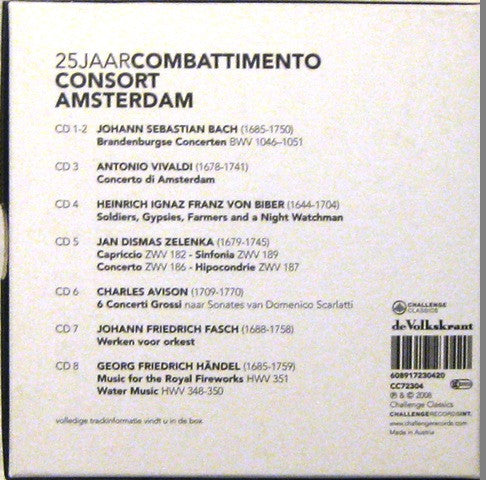 25JAARCOMBATTIMENTO
CONSORT
AMSTERDAM
CD 1-2 JOHANN SEBASTIAN BACH (1685-1750)
Brandenburgse Concerten BWV 1046–1051
CD 3 ANTONIO VIVALDI (1678-1741)
Concerto di Amsterdam
CD 4 HEINRICH IGNAZ FRANZ VON BIBER (1644-1704)
Soldiers, Gypsies, Farmers and a Night Watchman
CD 5 JAN DISMAS ZELENKA (1679-1745)
Capriccio ZWV 182 - Sinfonia ZWV 189
Concerto ZWV 186 - Hipocondrie ZWV 187
CD 6 CHARLES AVISON (1709-1770)
6 Concerti Grossi naar Sonates van Domenico Scarlatti
CD 7 JOHANN FRIEDRICH FASCH (1688-1758)
Werken voor orkest
CD 8 GEORG FRIEDRICH HÄNDEL (1685-1759)
Music for the Royal Fireworks HWV 351
Water Music HWV 348-350
volledige trackinformatie vindt u in de box
CHALLENGE
CLASSICS
de Volkskrant
608917230420
CC72304
℗ & © 2008
Challenge Classics
CHALLENGERECORDSINT.
www.challengerecords.com
Made in Austria